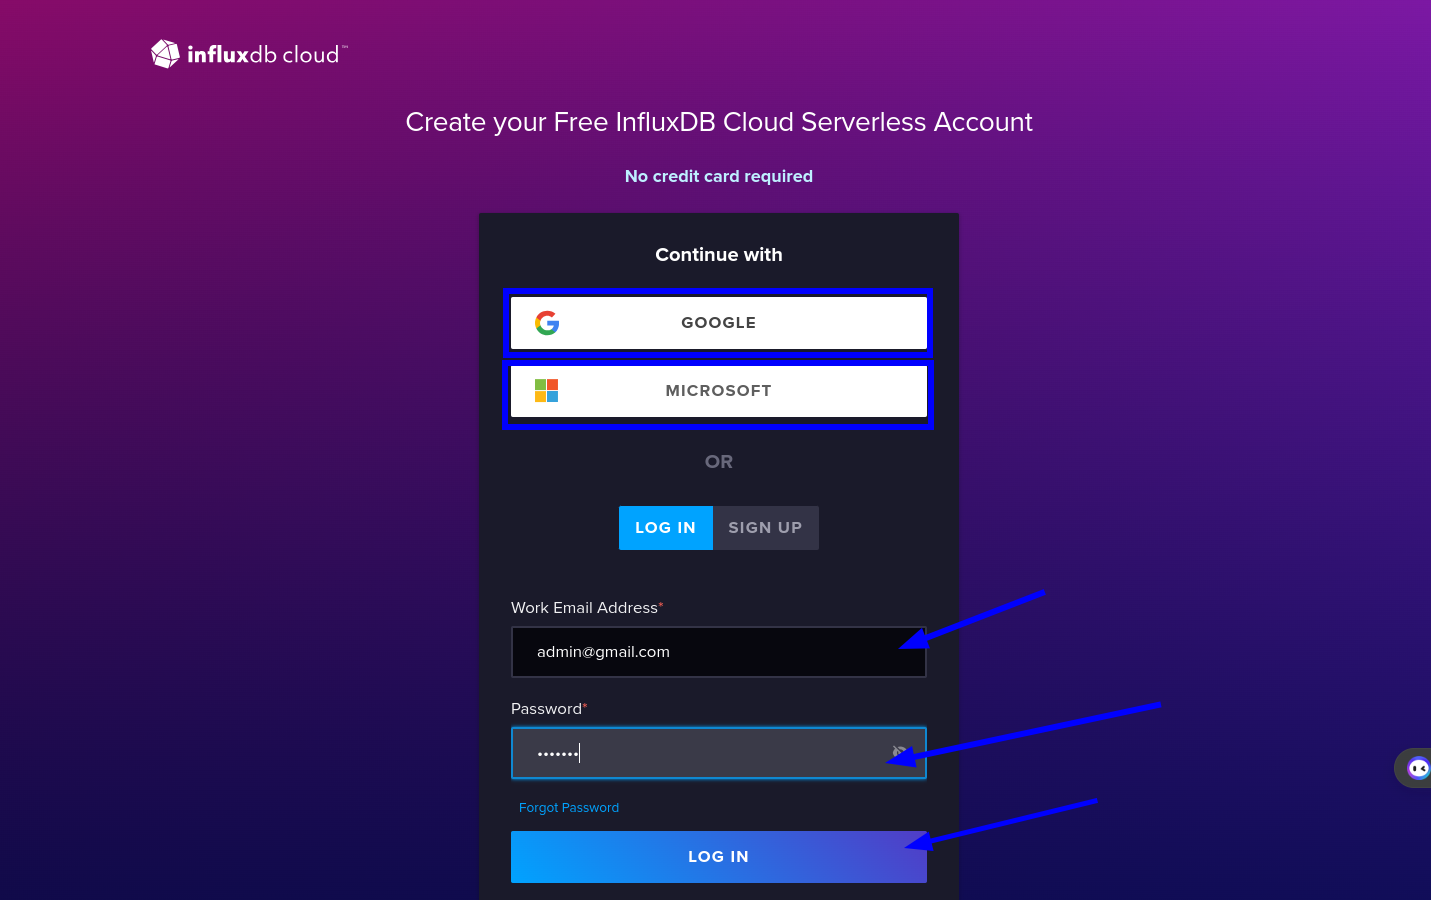 influxdb cloud™
Create your Free InfluxDB Cloud Serverless Account
No credit card required
Continue with
GOOGLE
MICROSOFT
OR
LOG IN SIGN UP
Work Email Address*
admin@gmail.com
Password*
•••••••
Forgot Password
LOG IN